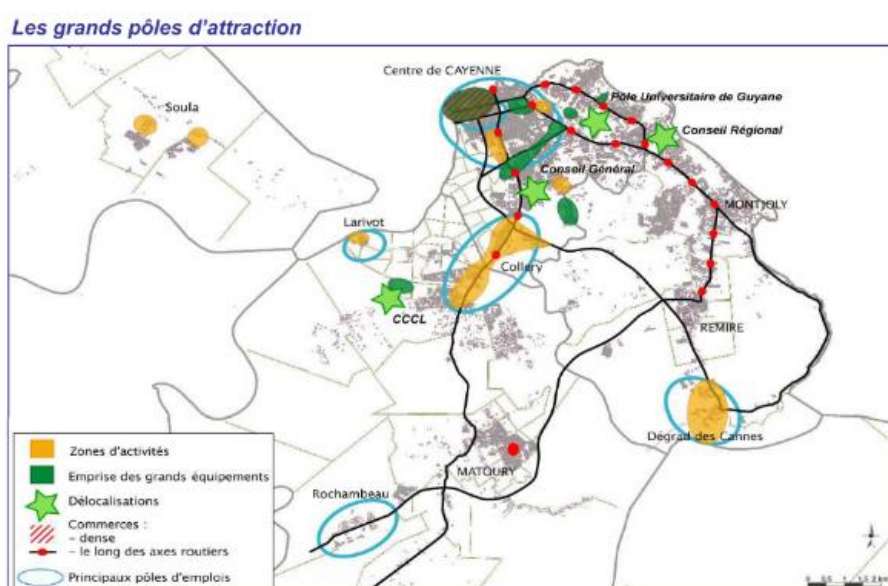 Les grands pôles d'attraction
Centre de CAYENNE
Soula
Pôle Universitaire de Guyane
Conseil Régional
Conseil Général
MONTJOLY
Larivot
Collery
CCCL
REMIRE
Dégrad des Cannes
MATOURY
Rochambeau
Zones d'activités
Emprise des grands équipements
Délocalisations
Commerces :
- dense
- le long des axes routiers
Principaux pôles d'emplois